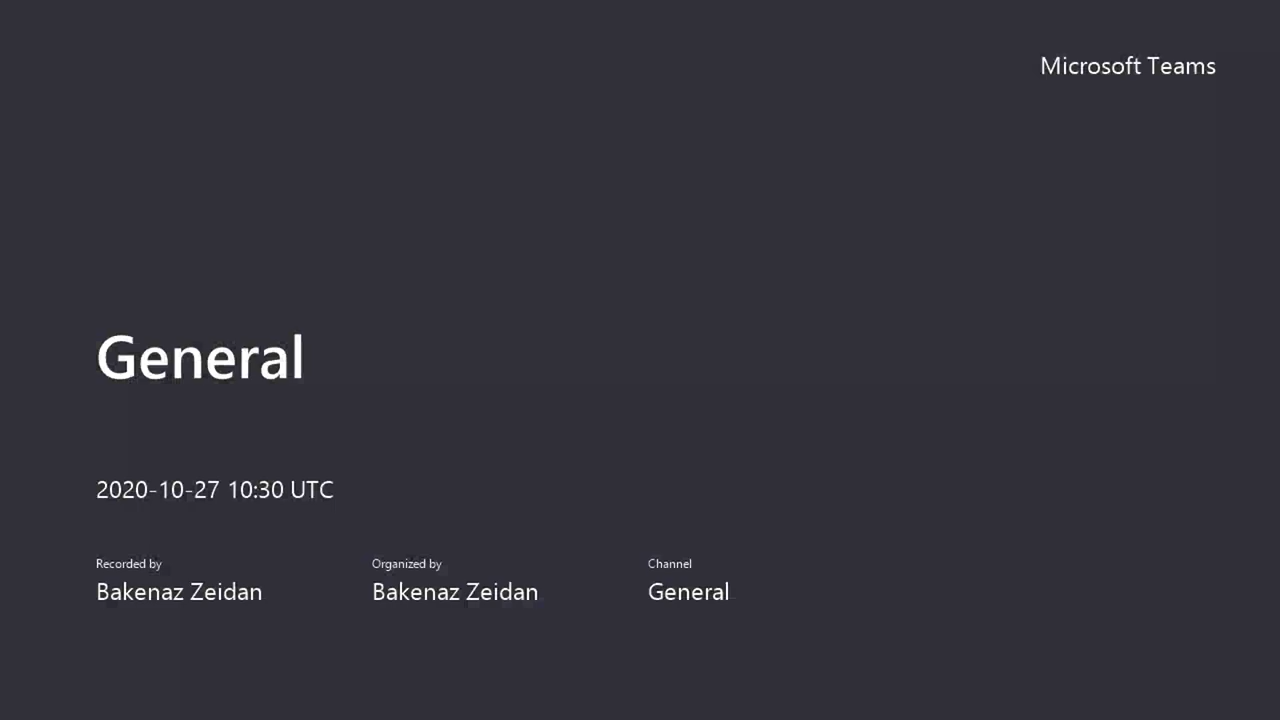 Microsoft Teams
General
2020-10-27 10:30 UTC
Recorded by
Bakenaz Zeidan
Organized by
Bakenaz Zeidan
Channel
General